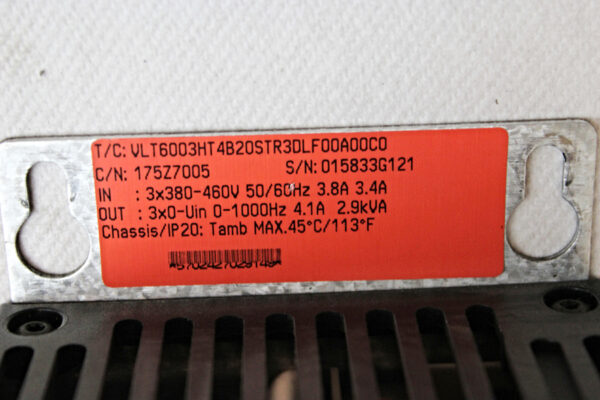 T/C: VLT6003HT4B20STR3DLF00A00C0
C/N: 175Z7005 S/N: 015833G121
IN : 3x380-460V 50/60Hz 3.8A 3.4A
OUT : 3x0-Uin 0-1000Hz 4.1A 2.9kVA
Chassis/IP20: Tamb MAX.45°C/113°F